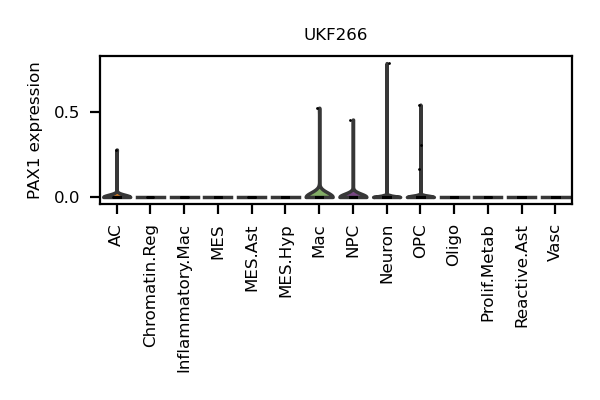 UKF266
PAX1 expression
0.5
0.0
AC
Chromatin.Reg
Inflammatory.Mac
MES
MES.Ast
MES.Hyp
Mac
NPC
Neuron
OPC
Oligo
Prolif.Metab
Reactive.Ast
Vasc